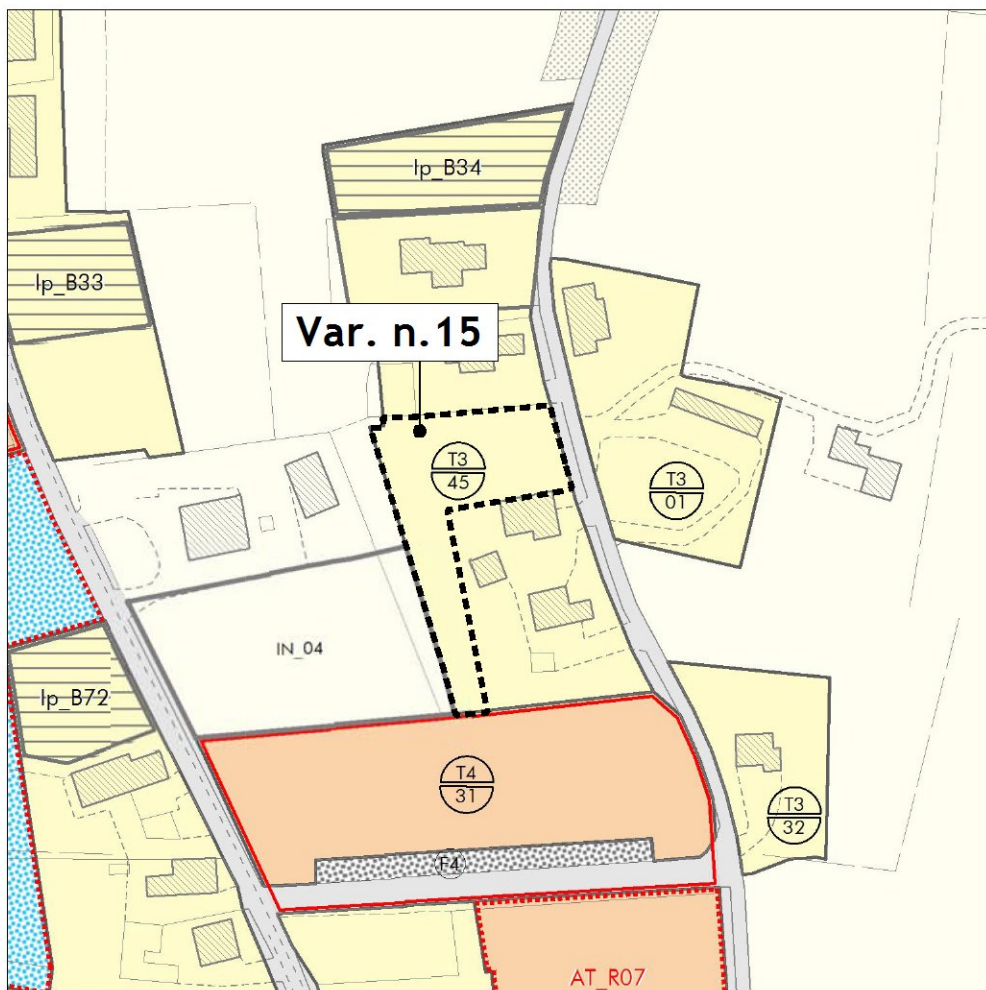 Ip_B34
Ip_B33
Var. n.15
T3
45
T3
01
IN_04
Ip_B72
T4
31
T3
32
F4
AT_R07